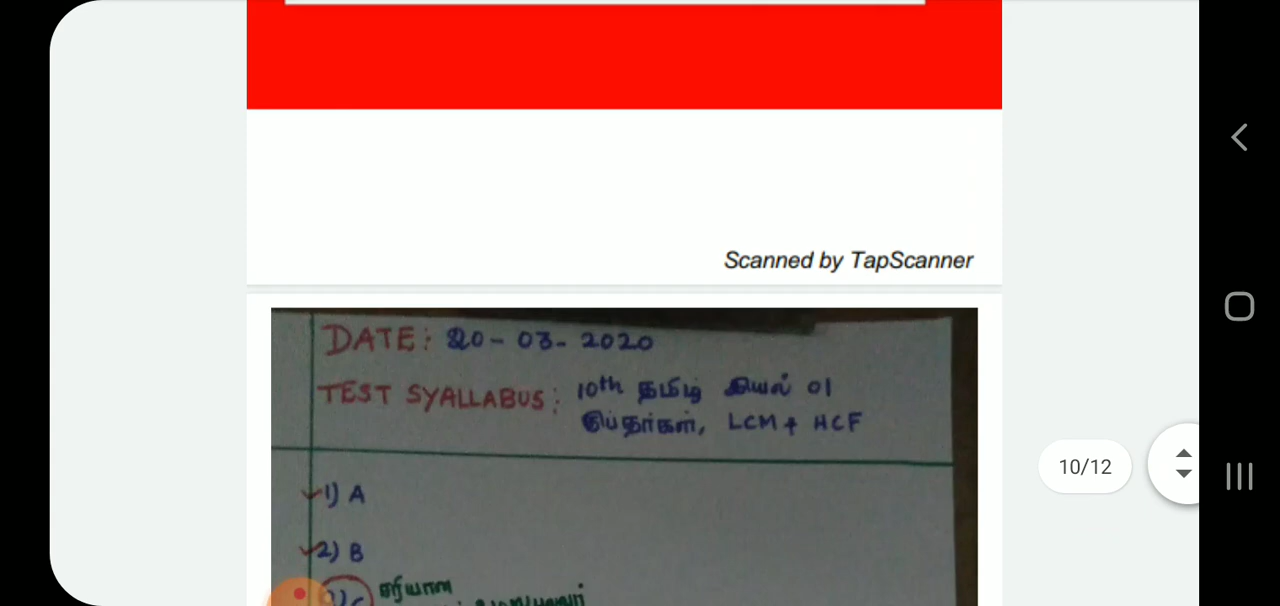 Scanned by TapScanner
DATE: 20-03-2020
TEST SYALLABUS: 10th தமிழ் இயல் 01
LCM + HCF
10/12
1) A
2) B
சரியான